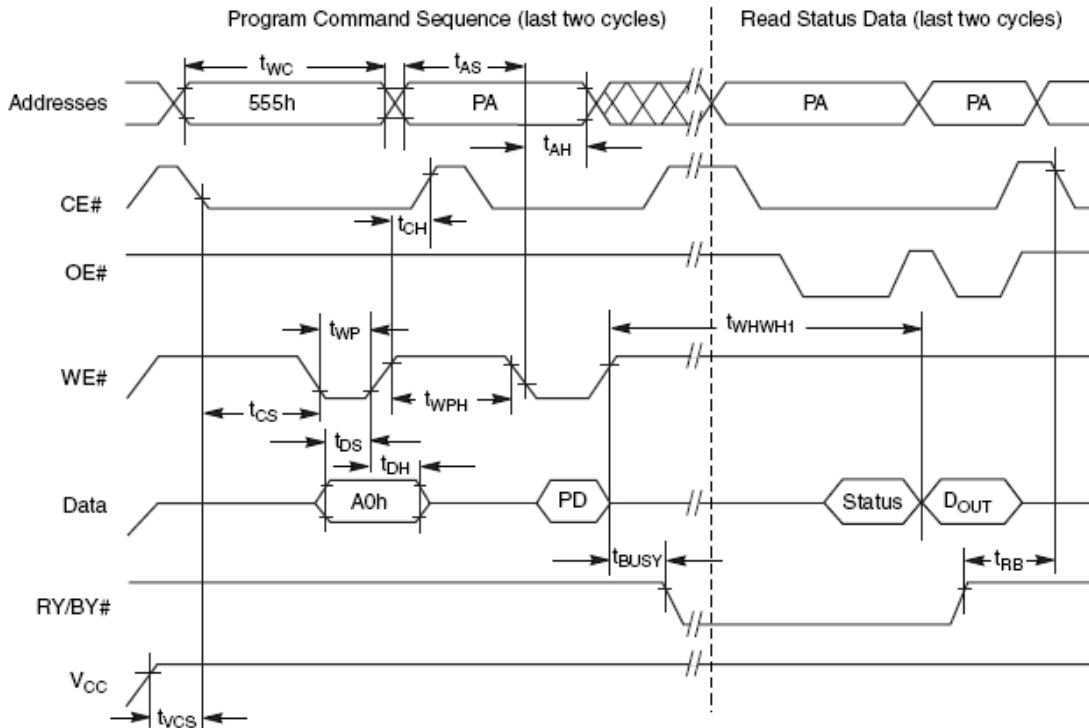 Program Command Sequence (last two cycles)
Read Status Data (last two cycles)
tWC
tAS
Addresses
555h
PA
PA
PA
tAH
CE#
tCH
OE#
tWP
tWHWH1
WE#
tCS
tWPH
tDS
tDH
Data
A0h
PD
Status
DOUT
tBUSY
tRB
RY/BY#
VCC
tVCS